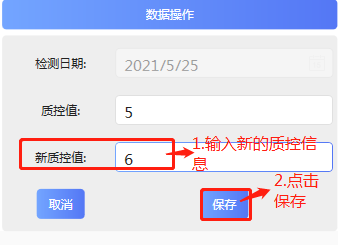 数据操作
检测日期: 2021/5/25
质控值: 5
新质控值: 6
1.输入新的质控信
息
2.点击
保存
取消 保存